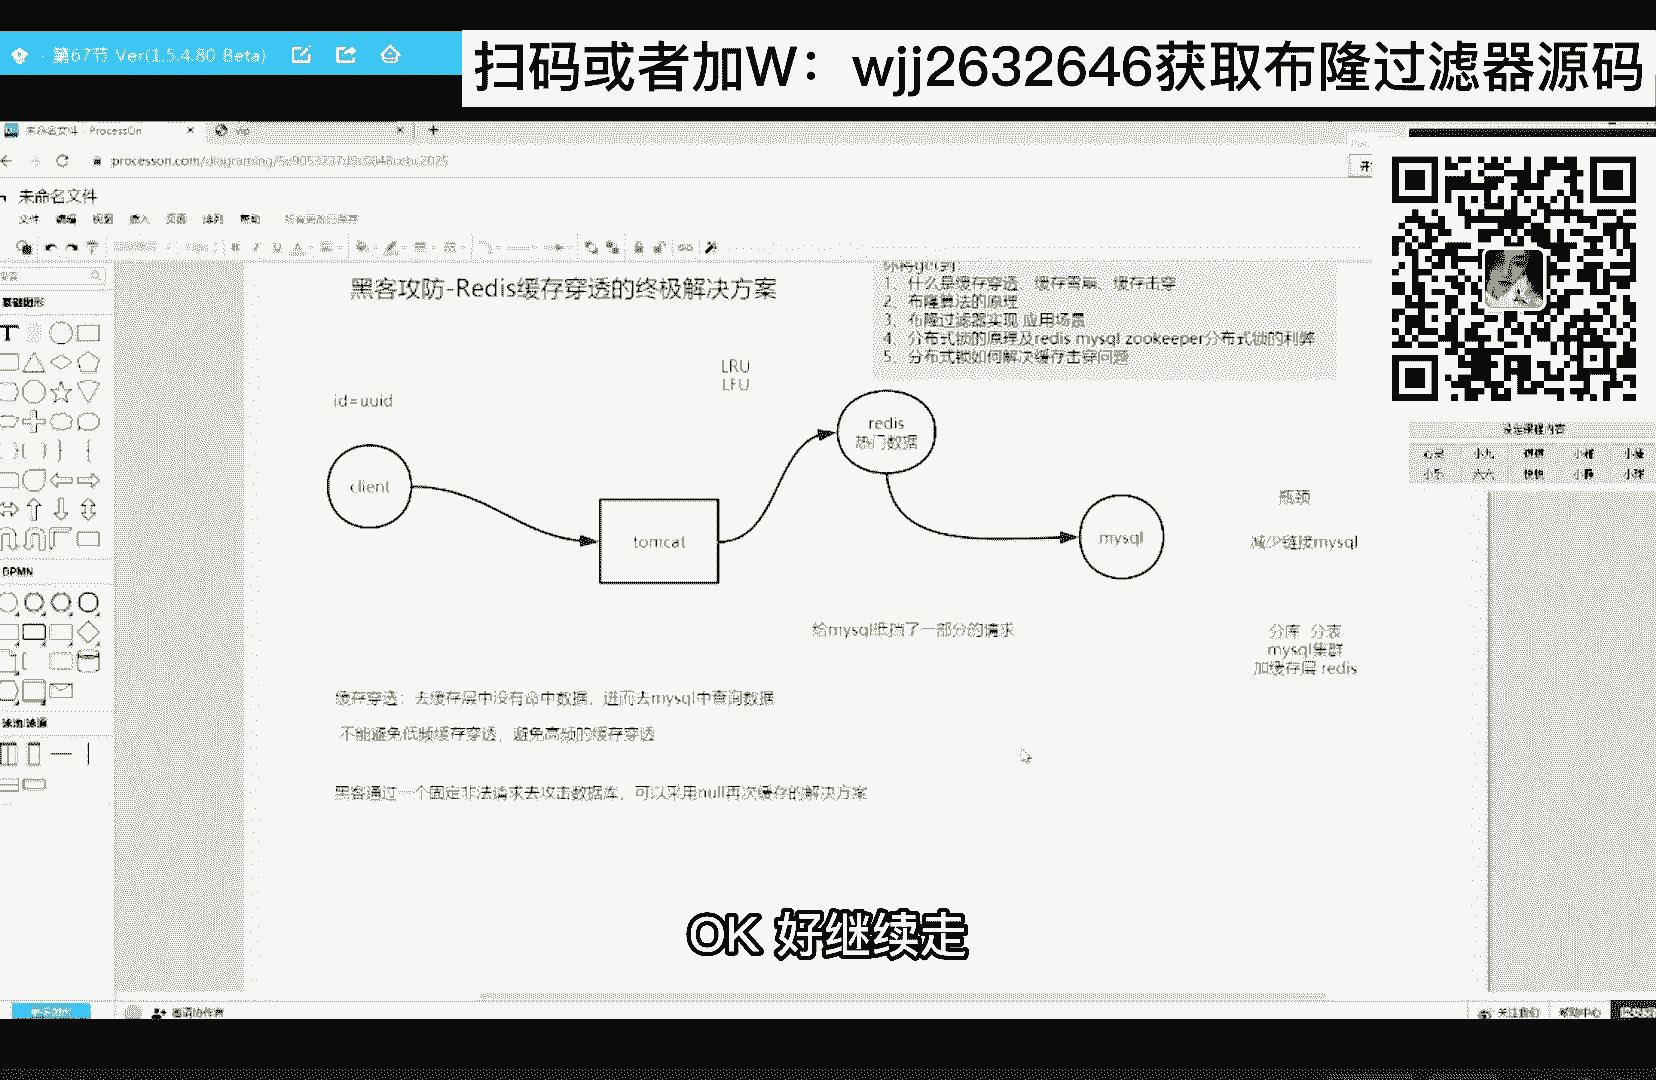 第67节 Ver(1.5.4.80 Beta)
扫码或者加W：wjj2632646获取布隆过滤器源码
未命名文件 - ProcessOn
vip
未命名文件
文件 编辑 视图 插入 页面 排列 帮助
基础图形
黑客攻防-Redis缓存穿透的终极解决方案
1、什么是缓存穿透、缓存雪崩、缓存击穿
2、布隆算法的原理
3、布隆过滤器实现 应用场景
4、分布式锁的原理及redis mysql zookeeper分布式锁的利弊
5、分布式锁如何解决缓存击穿问题
LRU
LFU
id=uuid
redis
热门数据
client
tomcat
mysql
瓶颈
减少链接mysql
给mysql抵挡了一部分的请求
分库 分表
mysql集群
加缓存层 redis
缓存穿透：去缓存层中没有命中数据，进而去mysql中查询数据
不能避免低频缓存穿透，避免高频的缓存穿透
黑客通过一个固定非法请求去攻击数据库，可以采用null再次缓存的解决方案
BPMN
OK 好继续走
邀请协作者
关注我们 帮助中心